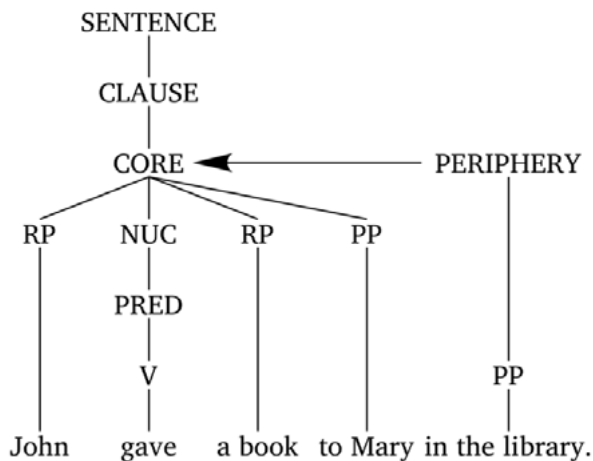 SENTENCE
CLAUSE
CORE PERIPHERY
RP NUC RP PP
PRED
V PP
John gave a book to Mary in the library.